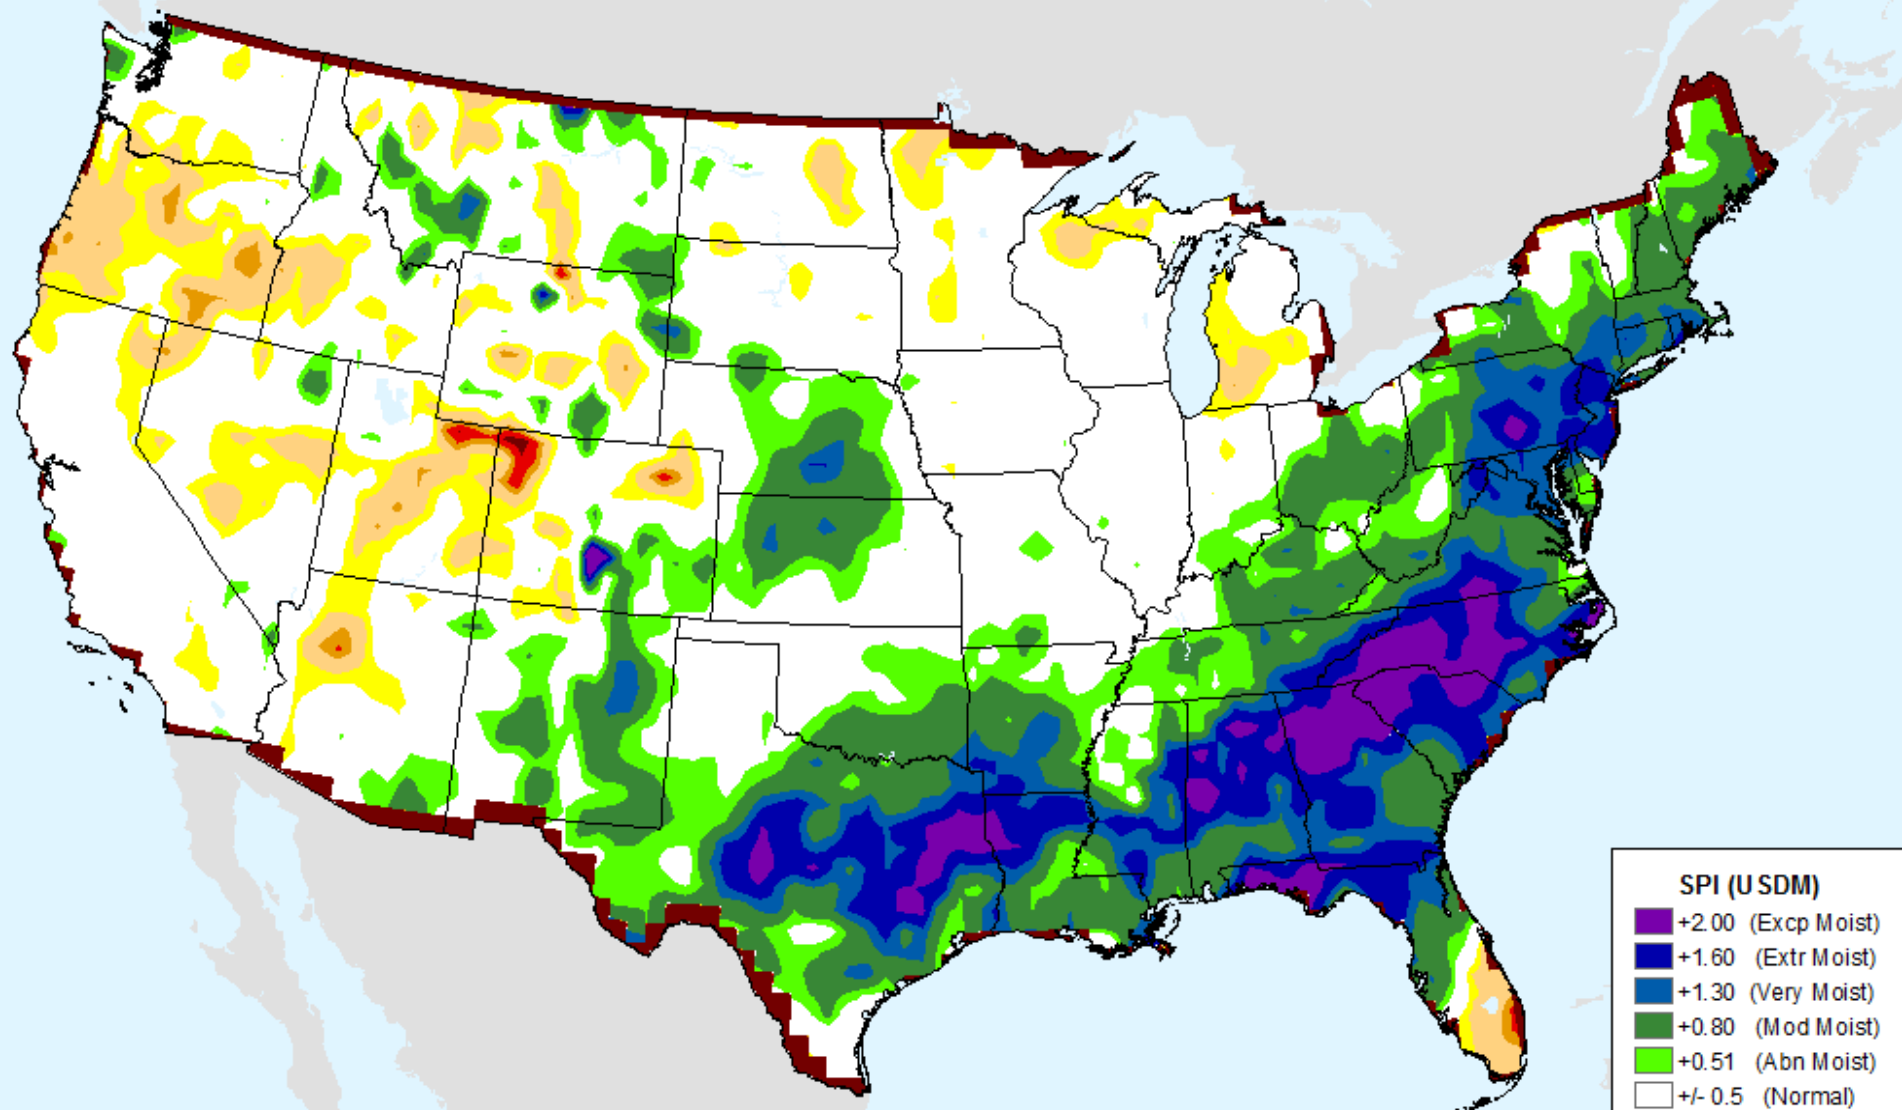 SPI (USDM)
+2.00 (Excp Moist)
+1.60 (Extr Moist)
+1.30 (Very Moist)
+0.80 (Mod Moist)
+0.51 (Abn Moist)
+/- 0.5 (Normal)